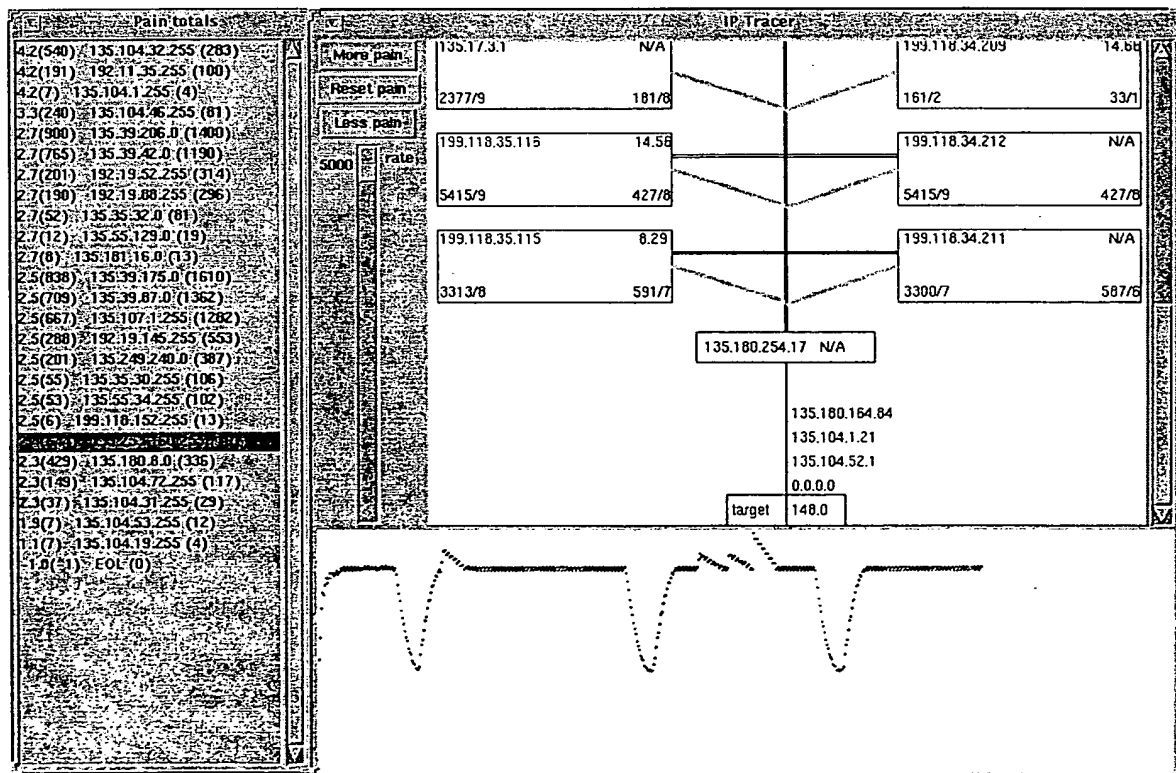 Pain totals
4.2(540) 135.104.32.255 (283)
4.2(191) 192.11.35.255 (100)
4.2(7) 135.104.1.255 (4)
3.3(240) 135.104.46.255 (81)
2.7(900) 135.39.206.0 (1400)
2.7(765) 135.39.42.0 (1190)
2.7(201) 192.19.52.255 (314)
2.7(190) 192.19.88.255 (296)
2.7(52) 135.35.32.0 (81)
2.7(12) 135.55.129.0 (19)
2.7(8) 135.181.16.0 (13)
2.5(838) 135.39.175.0 (1610)
2.5(709) 135.39.87.0 (1362)
2.5(667) 135.107.1.255 (1282)
2.5(288) 192.19.145.255 (553)
2.5(201) 135.249.240.0 (387)
2.5(55) 135.35.30.255 (106)
2.5(53) 135.55.34.255 (102)
2.5(6) 199.118.152.255 (13)
2.3(429) 135.180.8.0 (336)
2.3(149) 135.104.72.255 (117)
2.3(37) 135.104.31.255 (29)
1.9(7) 135.104.53.255 (12)
1.1(7) 135.104.19.255 (4)
-1.0(-1) EOL (0)
IP Tracer
More pain
Reset pain
Less pain
5000 rate
135.17.3.1 N/A
2377/9 181/8
199.118.34.209 14.68
161/2 33/1
199.118.35.116 14.56
5415/9 427/8
199.118.34.212 N/A
5415/9 427/8
199.118.35.115 8.29
3313/8 591/7
199.118.34.211 N/A
3300/7 587/6
135.180.254.17 N/A
135.180.164.84
135.104.1.21
135.104.52.1
0.0.0.0
target 148.0